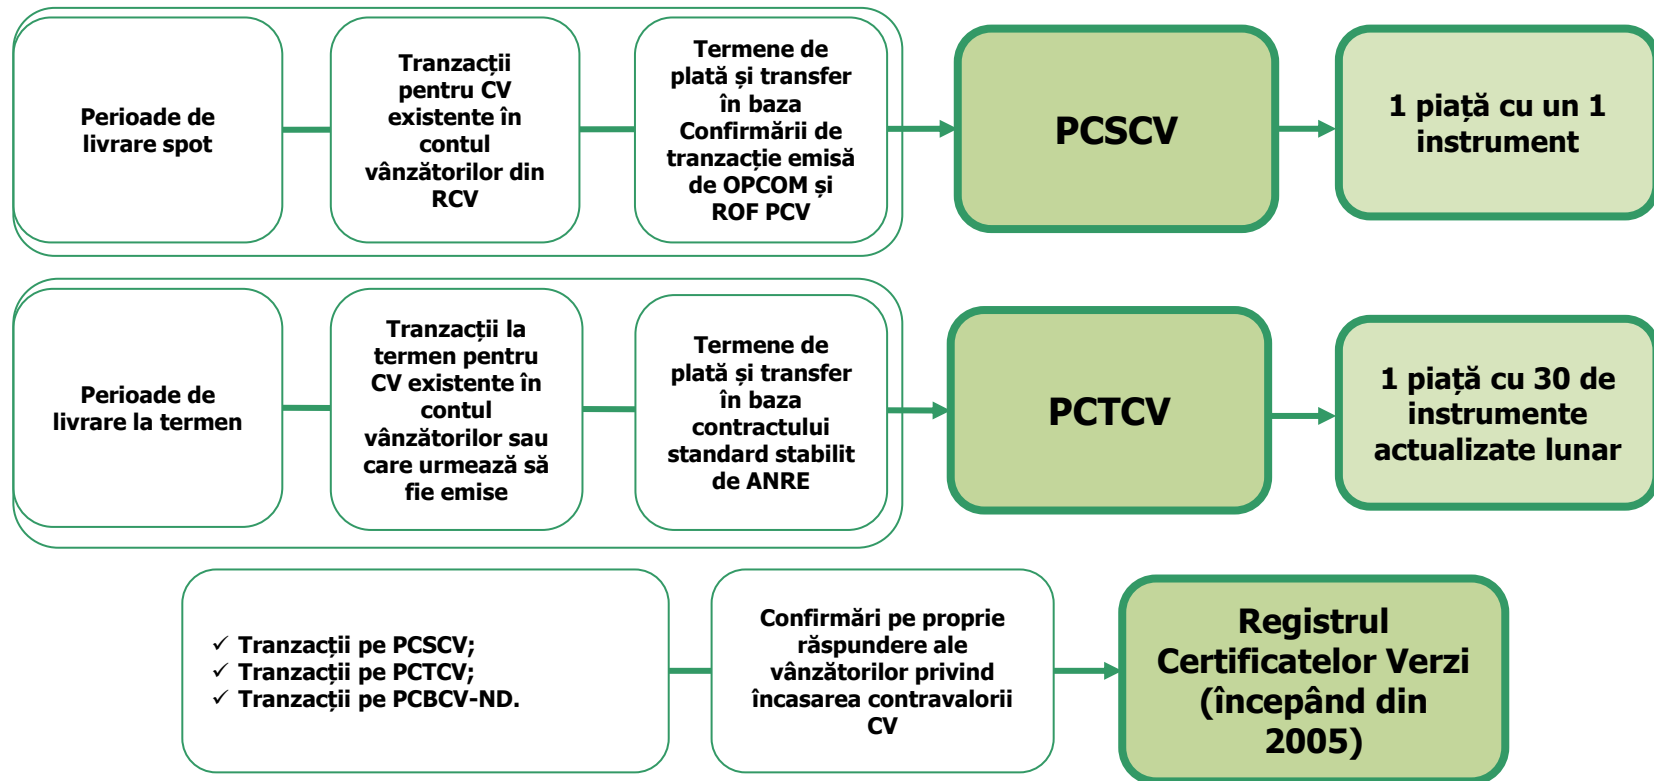 Perioade de
livrare spot
Tranzacții
pentru CV
existente în
contul
vânzătorilor din
RCV
Termene de
plată și transfer
în baza
Confirmării de
tranzacție emisă
de OPCOM și
ROF PCV
PCSCV
1 piață cu un 1
instrument
Perioade de
livrare la termen
Tranzacții la
termen pentru
CV existente în
contul
vânzătorilor sau
care urmează să
fie emise
Termene de
plată și transfer
în baza
contractului
standard stabilit
de ANRE
PCTCV
1 piață cu 30 de
instrumente
actualizate lunar
✓ Tranzacții pe PCSCV;
✓ Tranzacții pe PCTCV;
✓ Tranzacții pe PCBCV-ND.
Confirmări pe proprie
răspundere ale
vânzătorilor privind
încasarea contravalorii
CV
Registrul
Certificatelor Verzi
(începând din
2005)